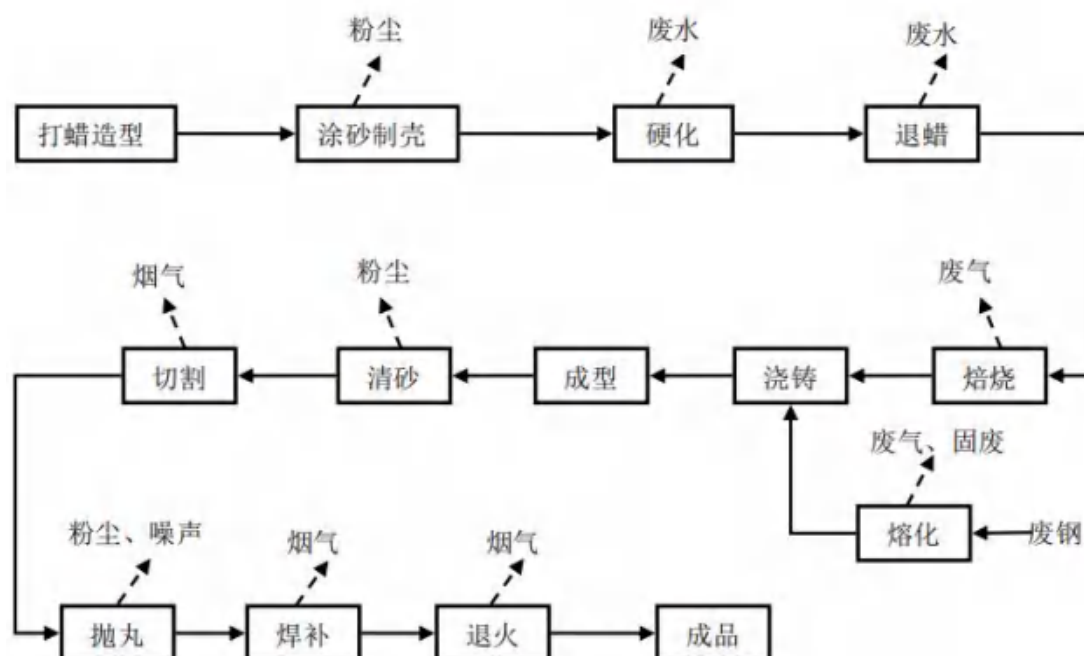 粉尘
废水
废水
打蜡造型
涂砂制壳
硬化
退蜡
烟气
粉尘
废气
切割
清砂
成型
浇铸
焙烧
废气、固废
熔化
废钢
粉尘、噪声
烟气
烟气
抛丸
焊补
退火
成品